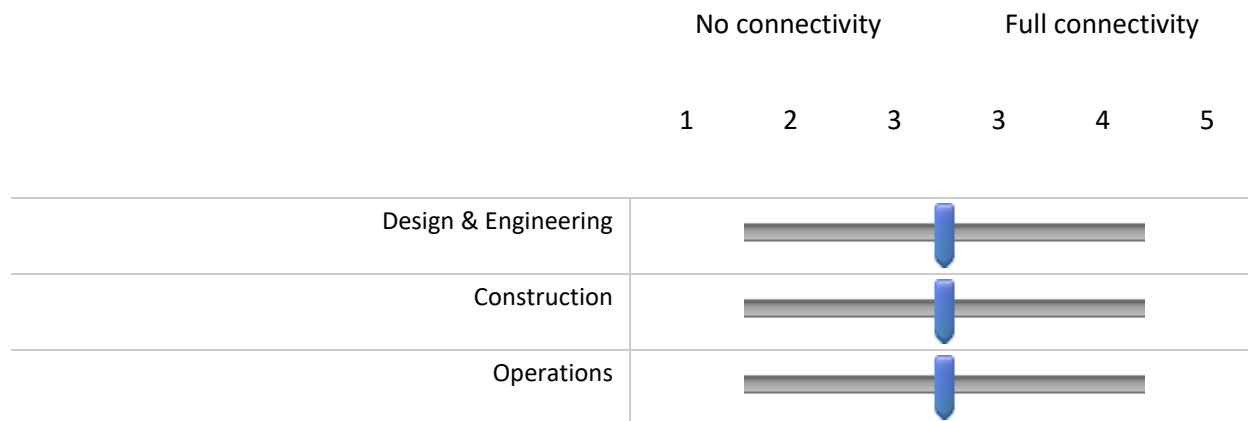 No connectivity Full connectivity
1 2 3 3 4 5
Design & Engineering
Construction
Operations